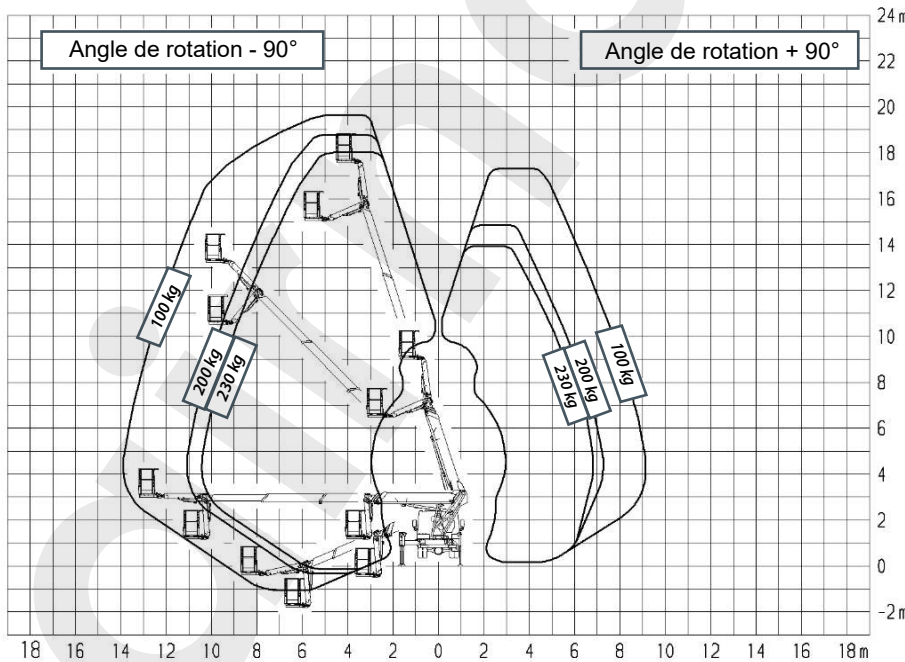 24 m
Angle de rotation - 90°
Angle de rotation + 90°
22
20
18
16
14
12
10
8
6
4
2
0
-2 m
100 kg
200 kg
230 kg
230 kg
200 kg
100 kg
18 16 14 12 10 8 6 4 2 0 2 4 6 8 10 12 14 16 18 m